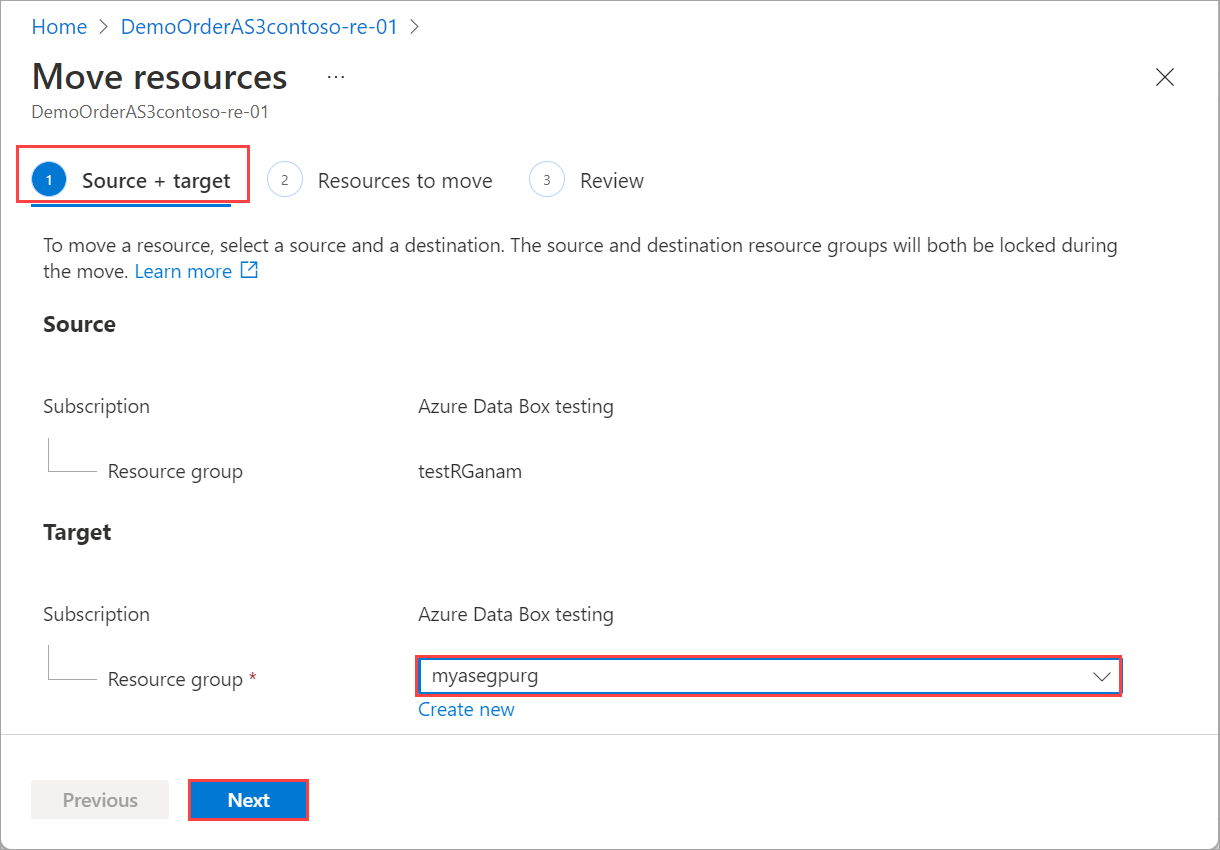 Home > DemoOrderAS3contoso-re-01 >
Move resources ...
DemoOrderAS3contoso-re-01
1 Source + target 2 Resources to move 3 Review
To move a resource, select a source and a destination. The source and destination resource groups will both be locked during
the move. Learn more
Source
Subscription Azure Data Box testing
Resource group testRGanam
Target
Subscription Azure Data Box testing
Resource group * myasegpurg
Create new
Previous Next